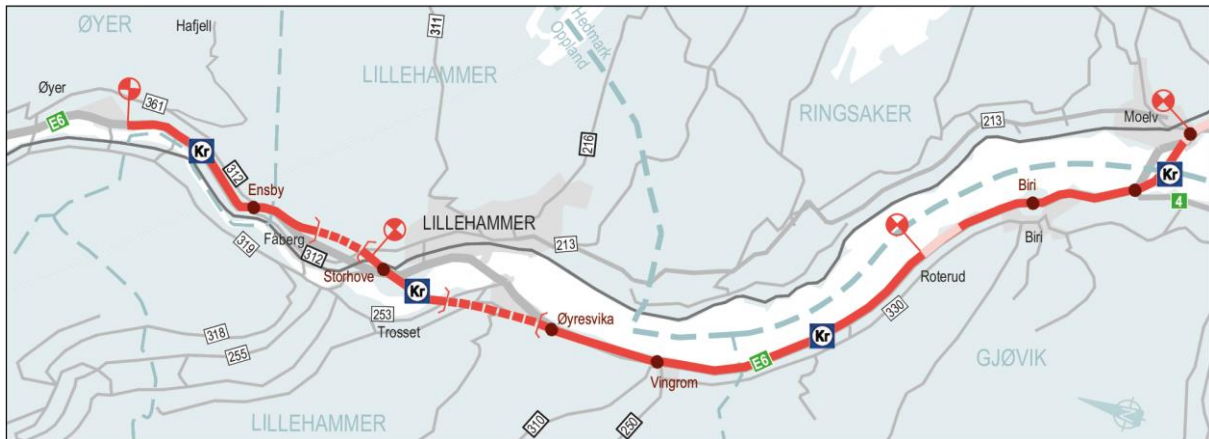 ØYER
Hafjell
311
Hedmark
Oppland
LILLEHAMMER
Øyer
361
E6
RINGSAKER
213
Moelv
Kr
312
216
Kr
Ensby
4
Biri
LILLEHAMMER
Fåberg
312
319
213
Biri
Storhove
Roterud
Kr
253
Trosset
Øyresvika
330
318
255
Kr
E6
GJØVIK
Vingrom
LILLEHAMMER
310
250
N